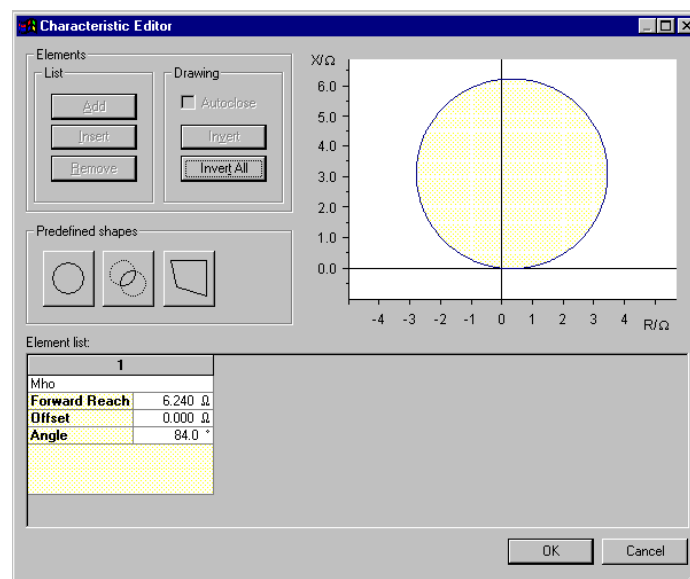 Characteristic Editor
Elements
List
Add
Insert
Remove
Drawing
Autoclose
Invert
Invert All
Predefined shapes
X/Ω
6.0
5.0
4.0
3.0
2.0
1.0
0.0
-4 -3 -2 -1 0 1 2 3 4 R/Ω
Element list:
1
Mho
Forward Reach 6.240 Ω
Offset 0.000 Ω
Angle 84.0 °
OK Cancel